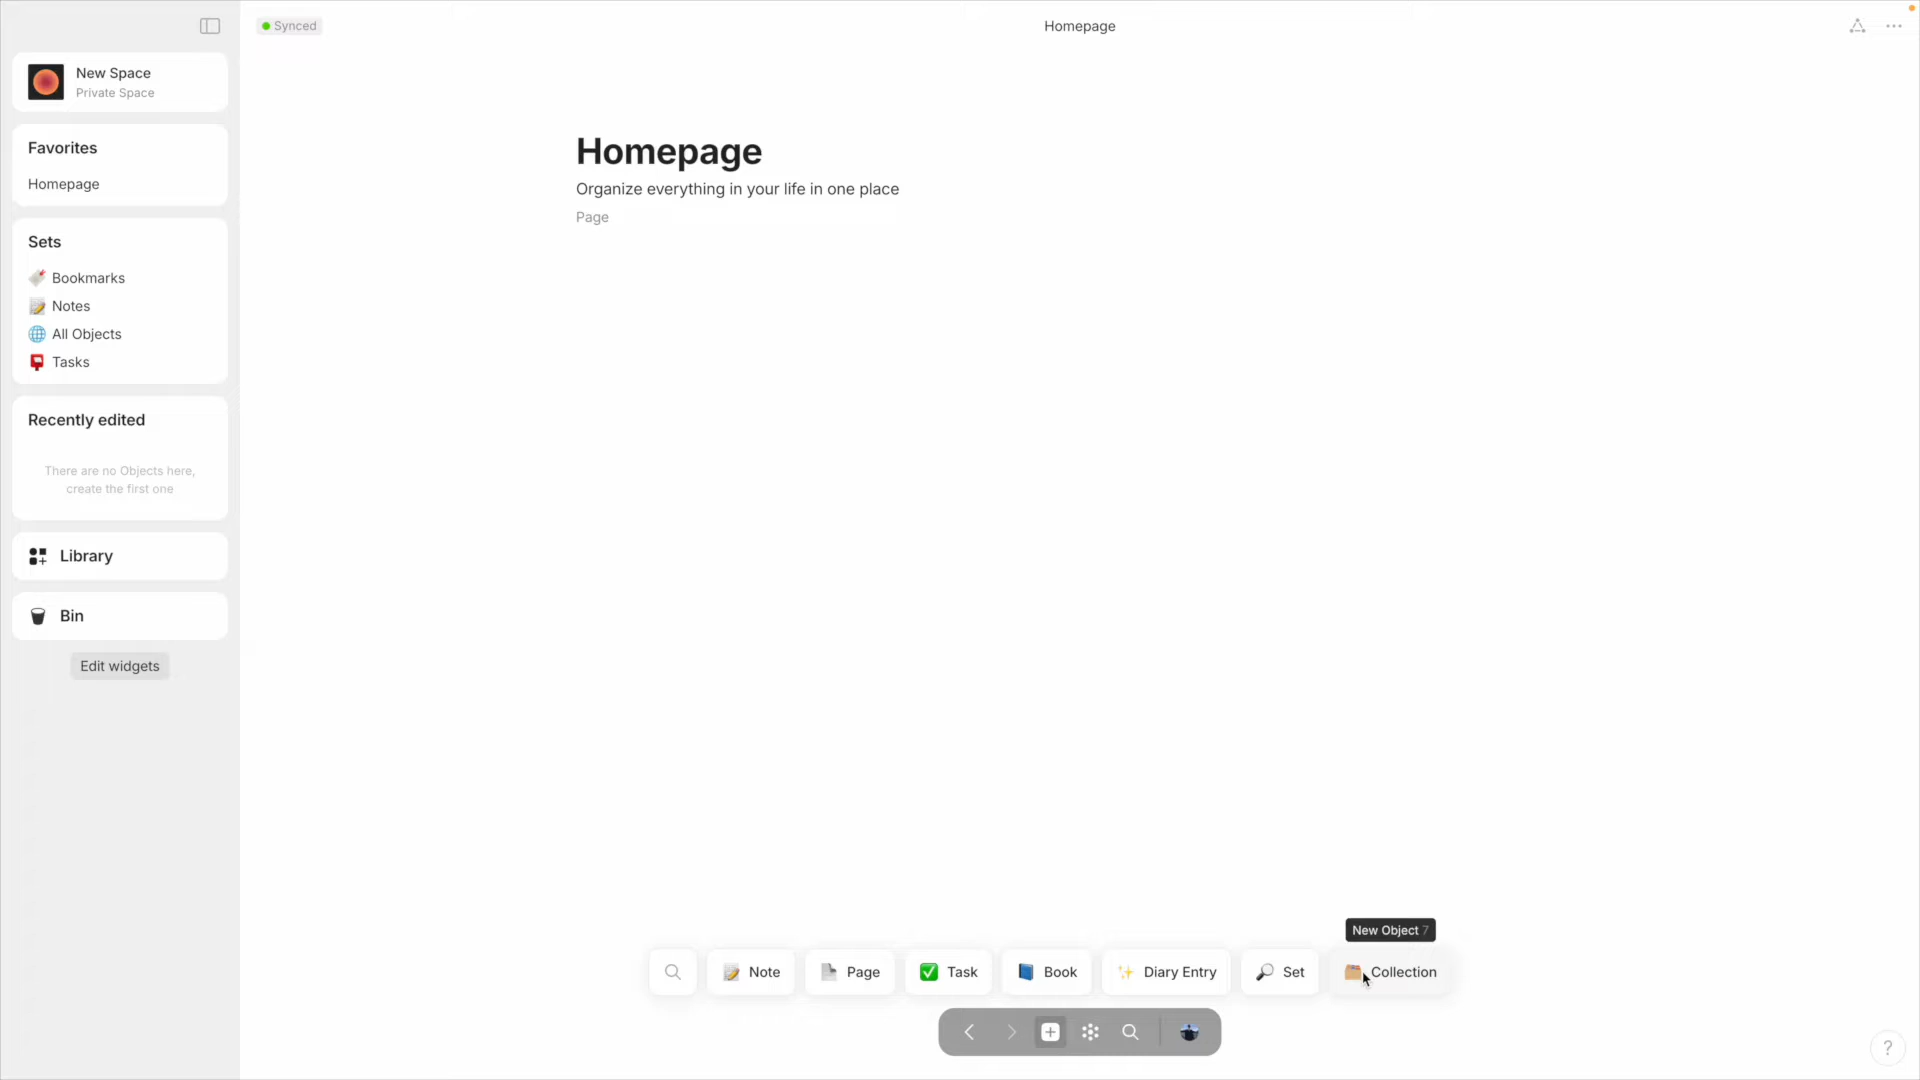 Synced
Homepage
New Space
Private Space
Favorites
Homepage
Sets
Bookmarks
Notes
All Objects
Tasks
Recently edited
There are no Objects here,
create the first one
Library
Bin
Edit widgets
Homepage
Organize everything in your life in one place
Page
New Object 7
Note
Page
Task
Book
Diary Entry
Set
Collection
?